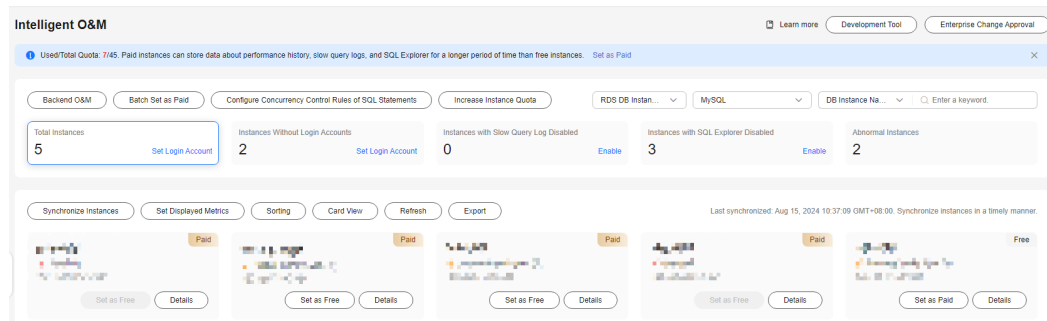 Intelligent O&M
Learn more
Development Tool
Enterprise Change Approval
Used/Total Quota: 7/45. Paid instances can store data about performance history, slow query logs, and SQL Explorer for a longer period of time than free instances. Set as Paid
Backend O&M
Batch Set as Paid
Configure Concurrency Control Rules of SQL Statements
Increase Instance Quota
RDS DB Instan...
MySQL
DB Instance Na...
Enter a keyword.
Total Instances
5
Set Login Account
Instances Without Login Accounts
2
Set Login Account
Instances with Slow Query Log Disabled
0
Enable
Instances with SQL Explorer Disabled
3
Enable
Abnormal Instances
2
Synchronize Instances
Set Displayed Metrics
Sorting
Card View
Refresh
Export
Last synchronized: Aug 15, 2024 10:37:09 GMT+08:00. Synchronize instances in a timely manner.
Paid
Set as Free
Details
Paid
Set as Free
Details
Paid
Set as Free
Details
Paid
Set as Free
Details
Free
Set as Paid
Details